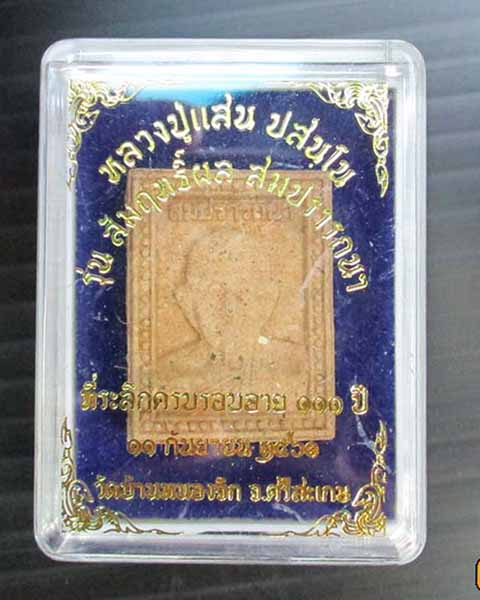 หลวงปู่แสน ปสนฺโน
รุ่น สัมฤทธิ์ผล สมปรารถนา
ที่ระลึกครบรอบอายุ ๑๑๑ ปี
๑๑ กันยายน ๒๕๖๑
วัดบ้านหนองจิก จ.ศรีสะเกษ